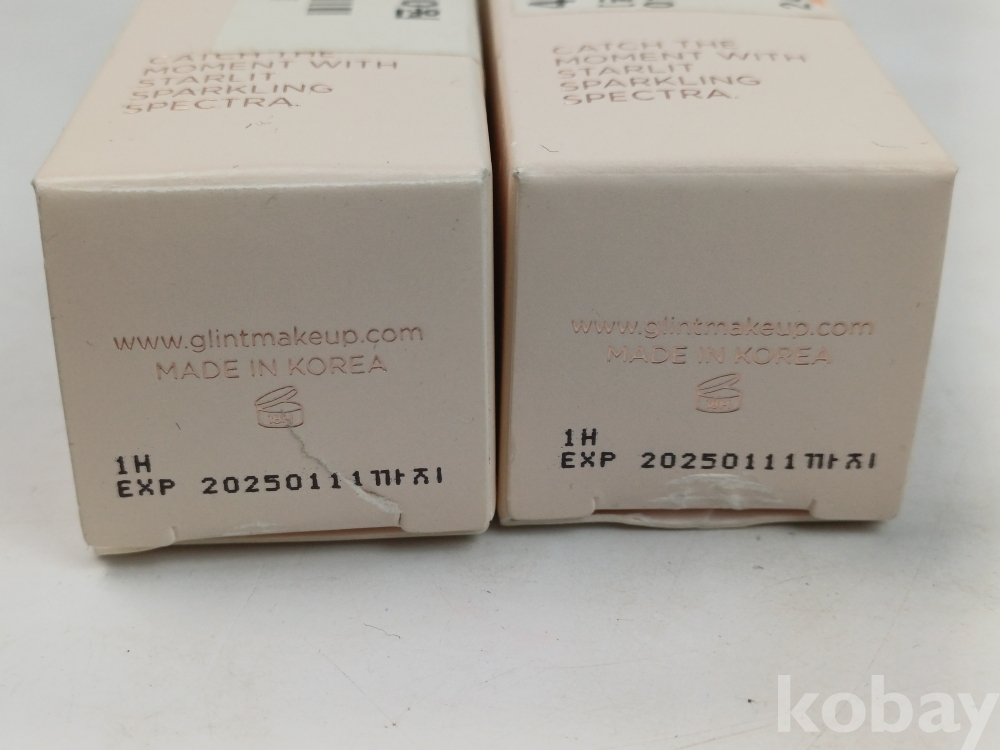 CATCH THE
MOMENT WITH
STARLIT
SPARKLING
SPECTRA.
www.glintmakeup.com
MADE IN KOREA
1H
EXP 20250111까지
CATCH THE
MOMENT WITH
STARLIT
SPARKLING
SPECTRA.
www.glintmakeup.com
MADE IN KOREA
1H
EXP 20250111까지
kobay